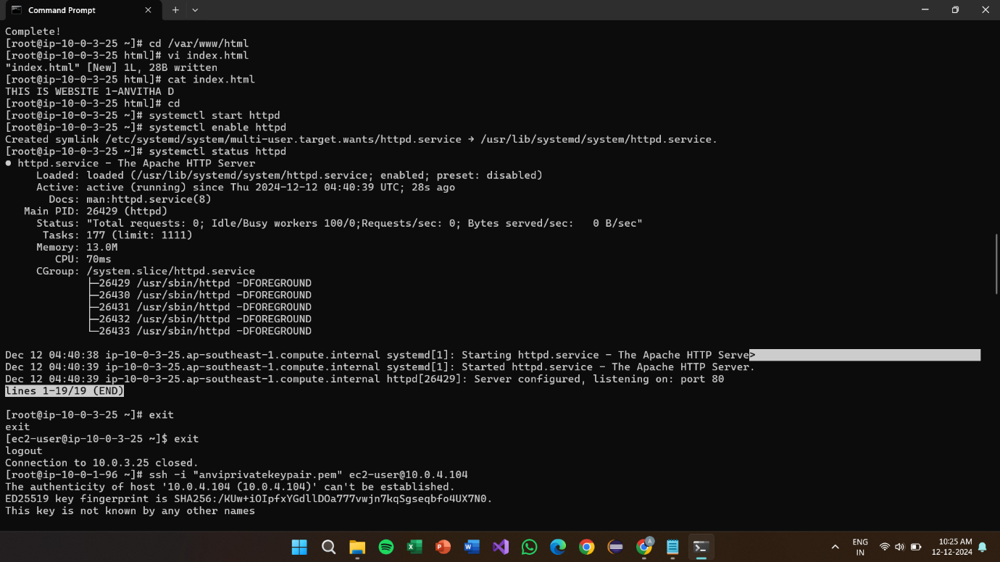 Command Prompt
Complete!
[root@ip-10-0-3-25 ~]# cd /var/www/html
[root@ip-10-0-3-25 html]# vi index.html
"index.html" [New] 1L, 28B written
[root@ip-10-0-3-25 html]# cat index.html
THIS IS WEBSITE 1-ANVITHA D
[root@ip-10-0-3-25 html]# cd
[root@ip-10-0-3-25 ~]# systemctl start httpd
[root@ip-10-0-3-25 ~]# systemctl enable httpd
Created symlink /etc/systemd/system/multi-user.target.wants/httpd.service → /usr/lib/systemd/system/httpd.service.
[root@ip-10-0-3-25 ~]# systemctl status httpd
● httpd.service - The Apache HTTP Server
Loaded: loaded (/usr/lib/systemd/system/httpd.service; enabled; preset: disabled)
Active: active (running) since Thu 2024-12-12 04:40:39 UTC; 28s ago
Docs: man:httpd.service(8)
Main PID: 26429 (httpd)
Status: "Total requests: 0; Idle/Busy workers 100/0;Requests/sec: 0; Bytes served/sec:   0 B/sec"
Tasks: 177 (limit: 1111)
Memory: 13.0M
CPU: 70ms
CGroup: /system.slice/httpd.service
├─26429 /usr/sbin/httpd -DFOREGROUND
├─26430 /usr/sbin/httpd -DFOREGROUND
├─26431 /usr/sbin/httpd -DFOREGROUND
├─26432 /usr/sbin/httpd -DFOREGROUND
└─26433 /usr/sbin/httpd -DFOREGROUND
Dec 12 04:40:38 ip-10-0-3-25.ap-southeast-1.compute.internal systemd[1]: Starting httpd.service - The Apache HTTP Serve>
Dec 12 04:40:39 ip-10-0-3-25.ap-southeast-1.compute.internal systemd[1]: Started httpd.service - The Apache HTTP Server.
Dec 12 04:40:39 ip-10-0-3-25.ap-southeast-1.compute.internal httpd[26429]: Server configured, listening on: port 80
lines 1-19/19 (END)
[root@ip-10-0-3-25 ~]# exit
exit
[ec2-user@ip-10-0-3-25 ~]$ exit
logout
Connection to 10.0.3.25 closed.
[root@ip-10-0-1-96 ~]# ssh -i "anviprivatekeypair.pem" ec2-user@10.0.4.104
The authenticity of host '10.0.4.104 (10.0.4.104)' can't be established.
ED25519 key fingerprint is SHA256:/KUw+iOIpfxYGdllDOa777vwjn7kqSgseqbfo4UX7N0.
This key is not known by any other names
ENG
IN
10:25 AM
12-12-2024